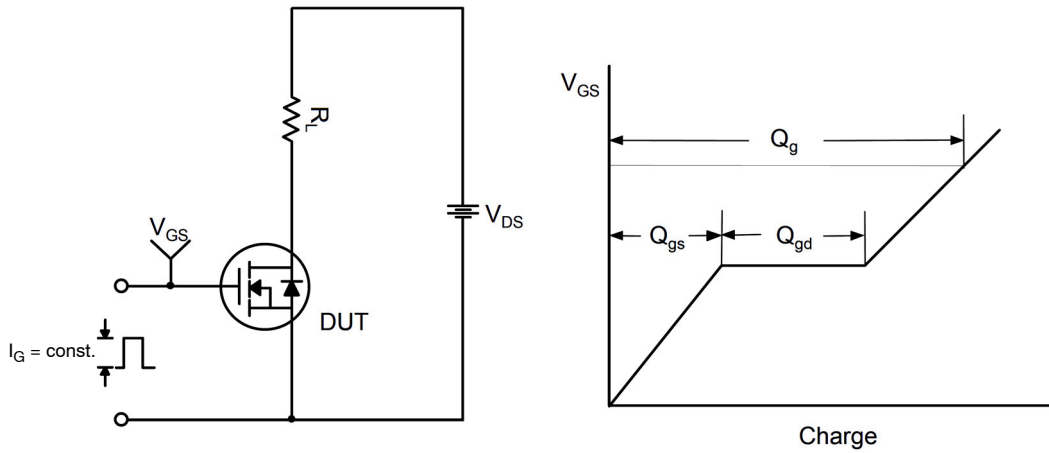 R_L
V_GS
V_DS
DUT
I_G = const.
V_GS
Q_g
Q_gs
Q_gd
Charge